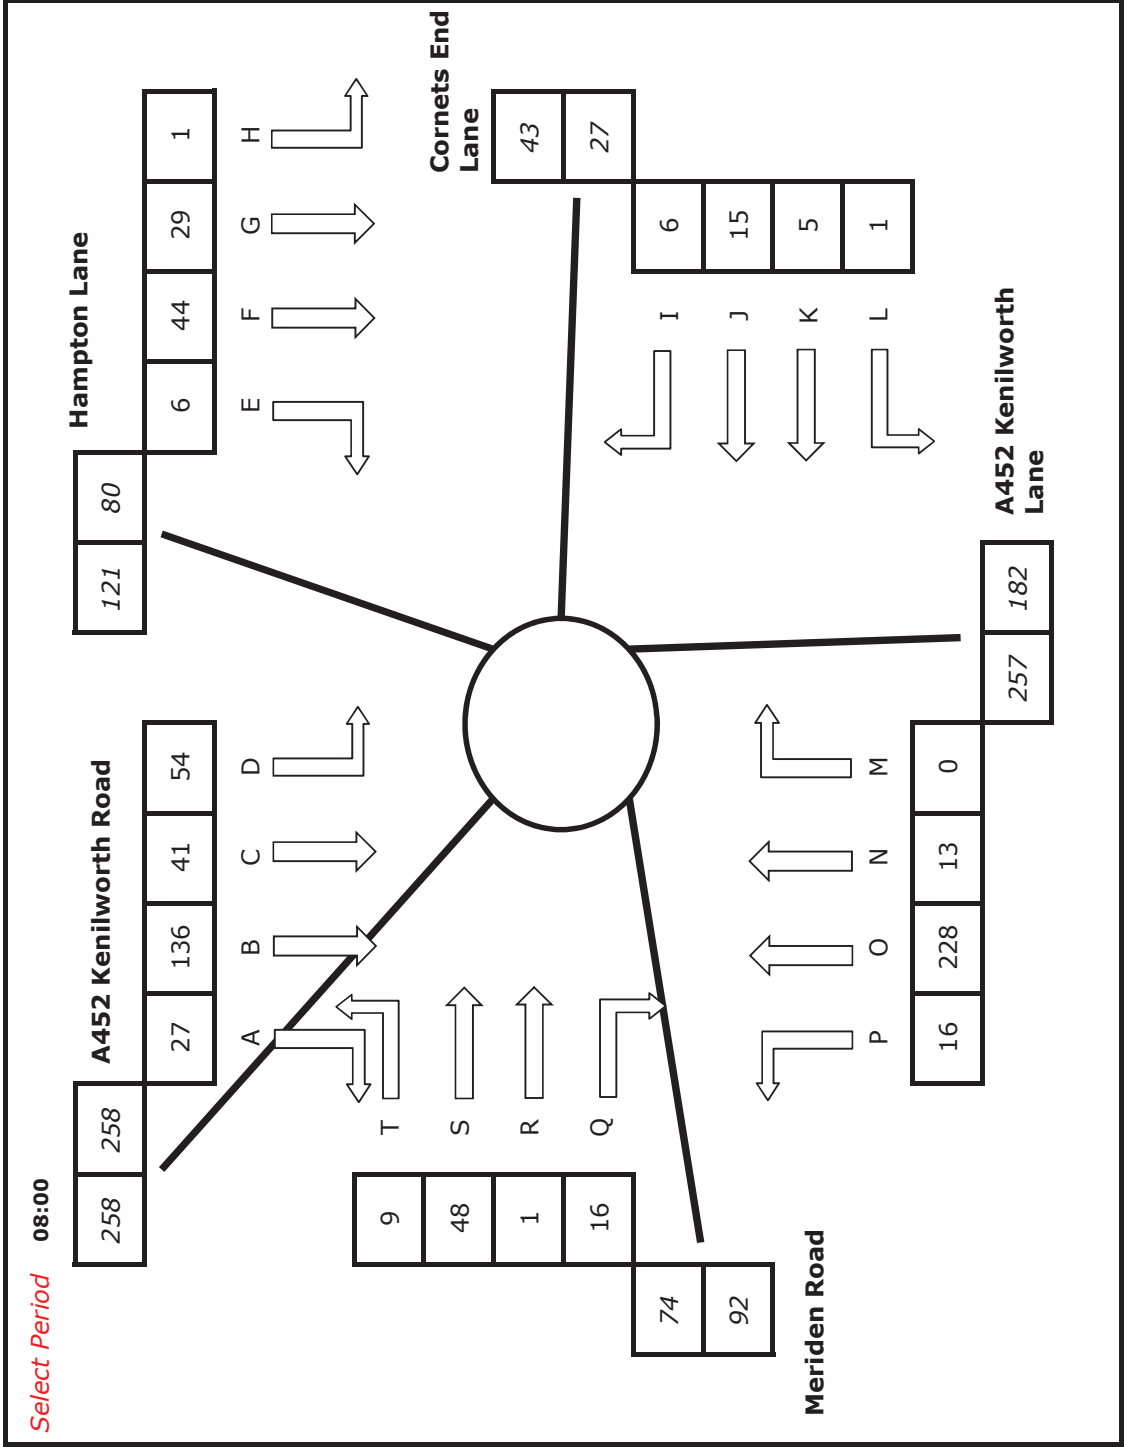 Select Period 08:00
A452 Kenilworth Road
258 258
27 136 41 54
A B C D
Hampton Lane
121 80
6 44 29 1
E F G H
Cornets End
Lane
43
27
6
15
5
1
I
J
K
L
A452 Kenilworth
Lane
257 182
16 228 13 0
P O N M
Meriden Road
74
92
9
48
1
16
T
S
R
Q